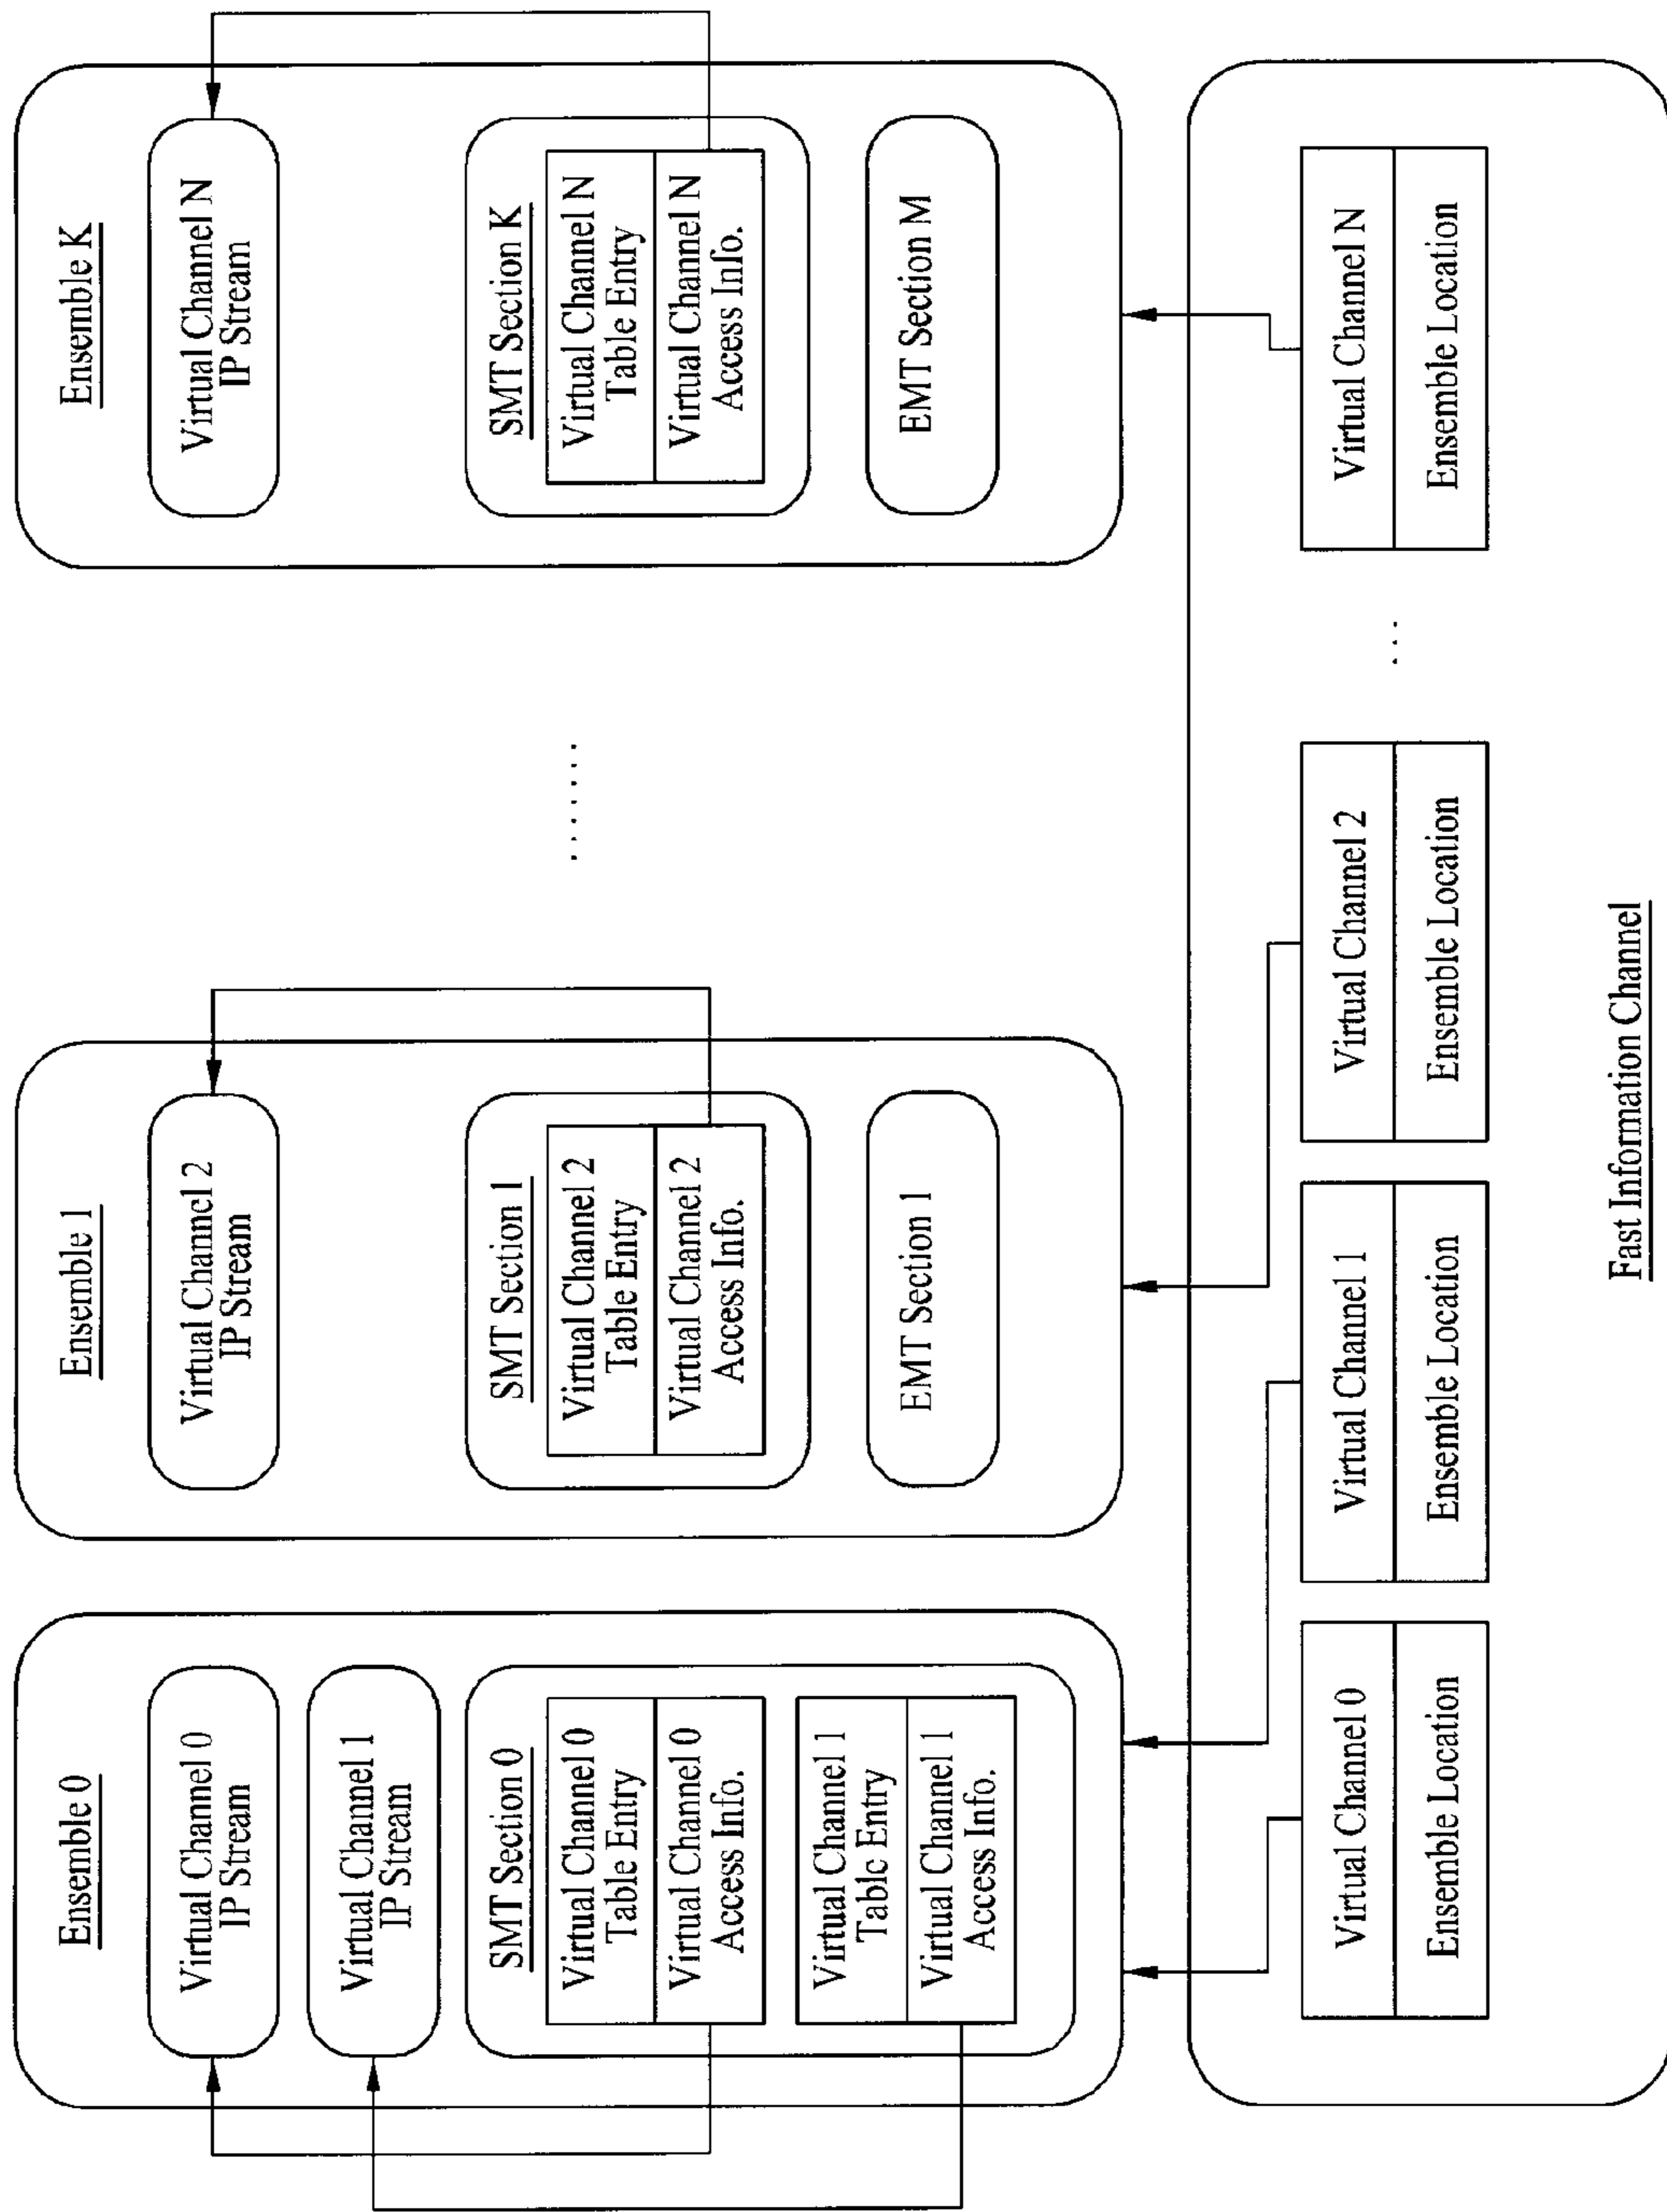 Ensemble 0
Virtual Channel 0
IP Stream
Virtual Channel 1
IP Stream
SMT Section 0
Virtual Channel 0
Table Entry
Virtual Channel 0
Access Info.
Virtual Channel 1
Table Entry
Virtual Channel 1
Access Info.
Ensemble 1
Virtual Channel 2
IP Stream
SMT Section 1
Virtual Channel 2
Table Entry
Virtual Channel 2
Access Info.
EMT Section 1
.......
Ensemble K
Virtual Channel N
IP Stream
SMT Section K
Virtual Channel N
Table Entry
Virtual Channel N
Access Info.
EMT Section M
Virtual Channel 0
Ensemble Location
Virtual Channel 1
Ensemble Location
Virtual Channel 2
Ensemble Location
...
Virtual Channel N
Ensemble Location
Fast Information Channel